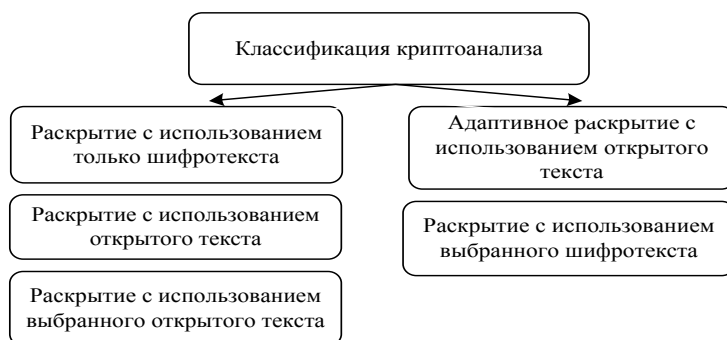 Классификация криптоанализа
Раскрытие с использованием
только шифротекста
Раскрытие с использованием
открытого текста
Раскрытие с использованием
выбранного открытого текста
Адаптивное раскрытие с
использованием открытого
текста
Раскрытие с использованием
выбранного шифротекста